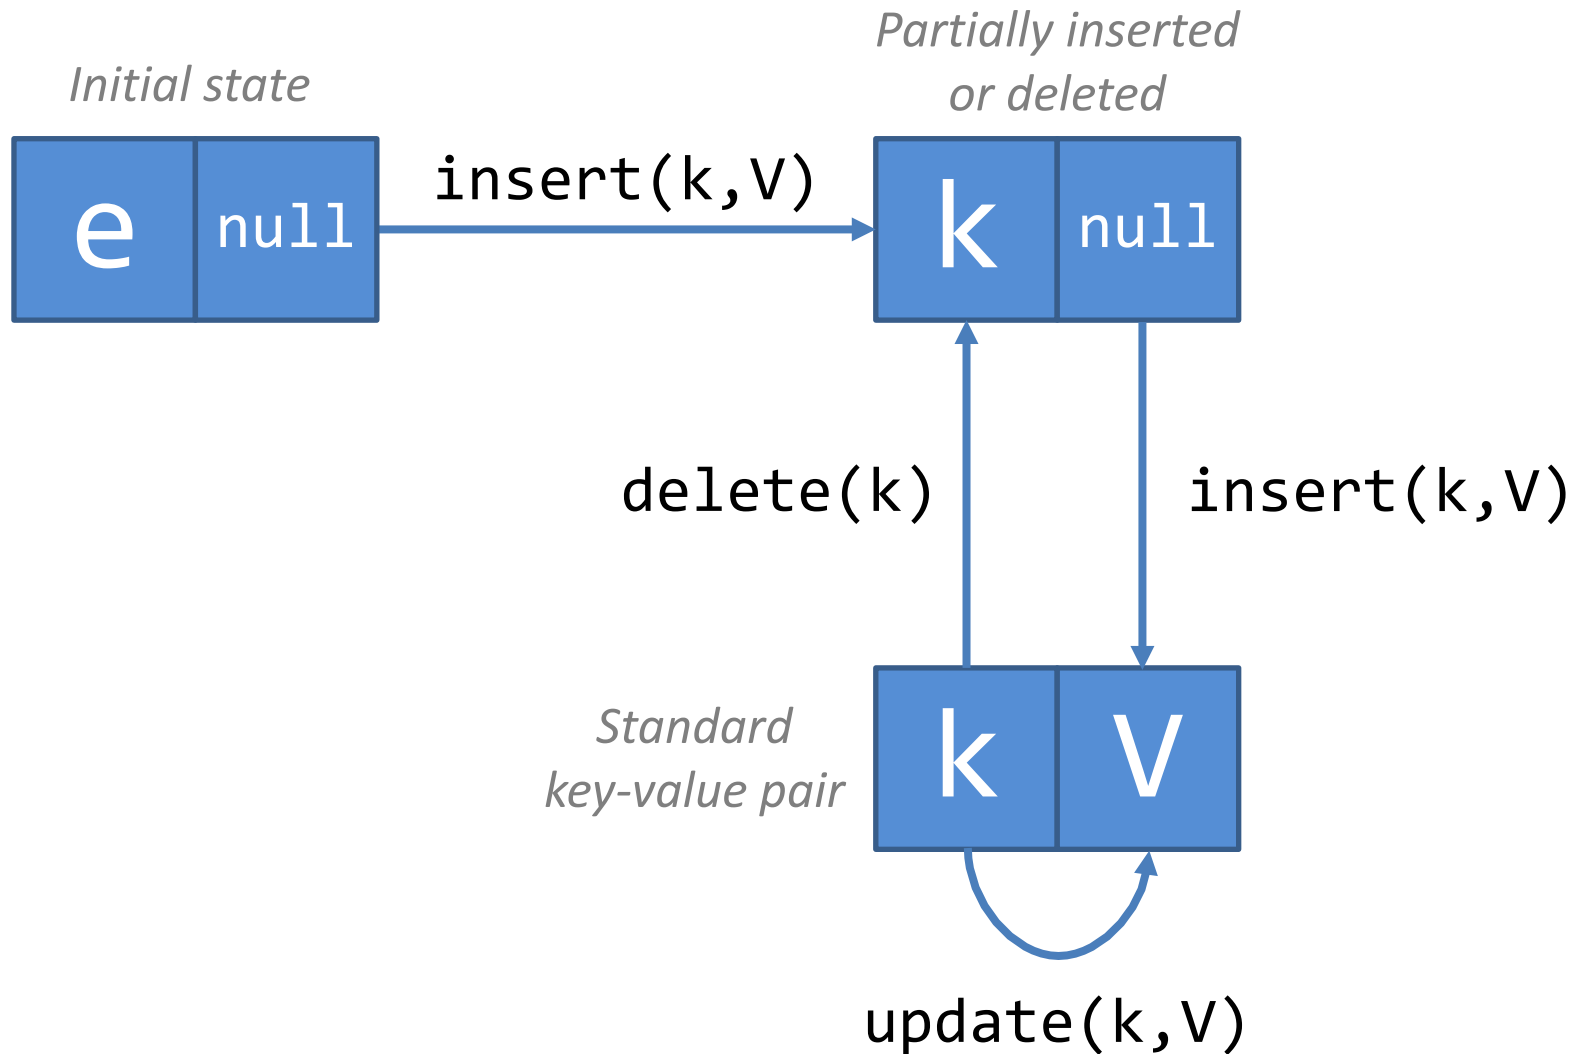 Initial state
Partially inserted
or deleted
e
null
insert(k,V)
k
null
delete(k)
insert(k,V)
Standard
key-value pair
k
V
update(k,V)